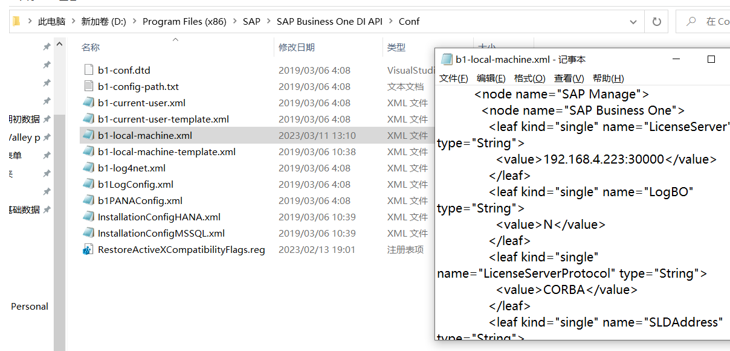 此电脑 > 新加卷 (D:) > Program Files (x86) > SAP > SAP Business One DI API > Conf
在 Co
名称 修改日期 类型 大小
b1-conf.dtd 2019/03/06 4:08 VisualStudi
b1-config-path.txt 2019/03/06 4:08 文本文档
b1-current-user.xml 2019/03/06 4:08 XML 文件
b1-current-user-template.xml 2019/03/06 4:08 XML 文件
b1-local-machine.xml 2023/03/11 13:10 XML 文件
b1-local-machine-template.xml 2019/03/06 10:38 XML 文件
b1-log4net.xml 2019/03/06 4:08 XML 文件
b1LogConfig.xml 2019/03/06 4:08 XML 文件
b1PANAConfig.xml 2019/03/06 4:08 XML 文件
InstallationConfigHANA.xml 2019/03/06 10:39 XML 文件
InstallationConfigMSSQL.xml 2019/03/06 10:39 XML 文件
RestoreActiveXCompatibilityFlags.reg 2023/02/13 19:01 注册表项
期初数据
/alley p
表单
基础数据
Personal
b1-local-machine.xml - 记事本
文件(F) 编辑(E) 格式(O) 查看(V) 帮助(H)
<node name="SAP Manage">
<node name="SAP Business One">
<leaf kind="single" name="LicenseServer"
type="String">
<value>192.168.4.223:30000</value>
</leaf>
<leaf kind="single" name="LogBO"
type="String">
<value>N</value>
</leaf>
<leaf kind="single"
name="LicenseServerProtocol" type="String">
<value>CORBA</value>
</leaf>
<leaf kind="single" name="SLDAddress"
type="String">